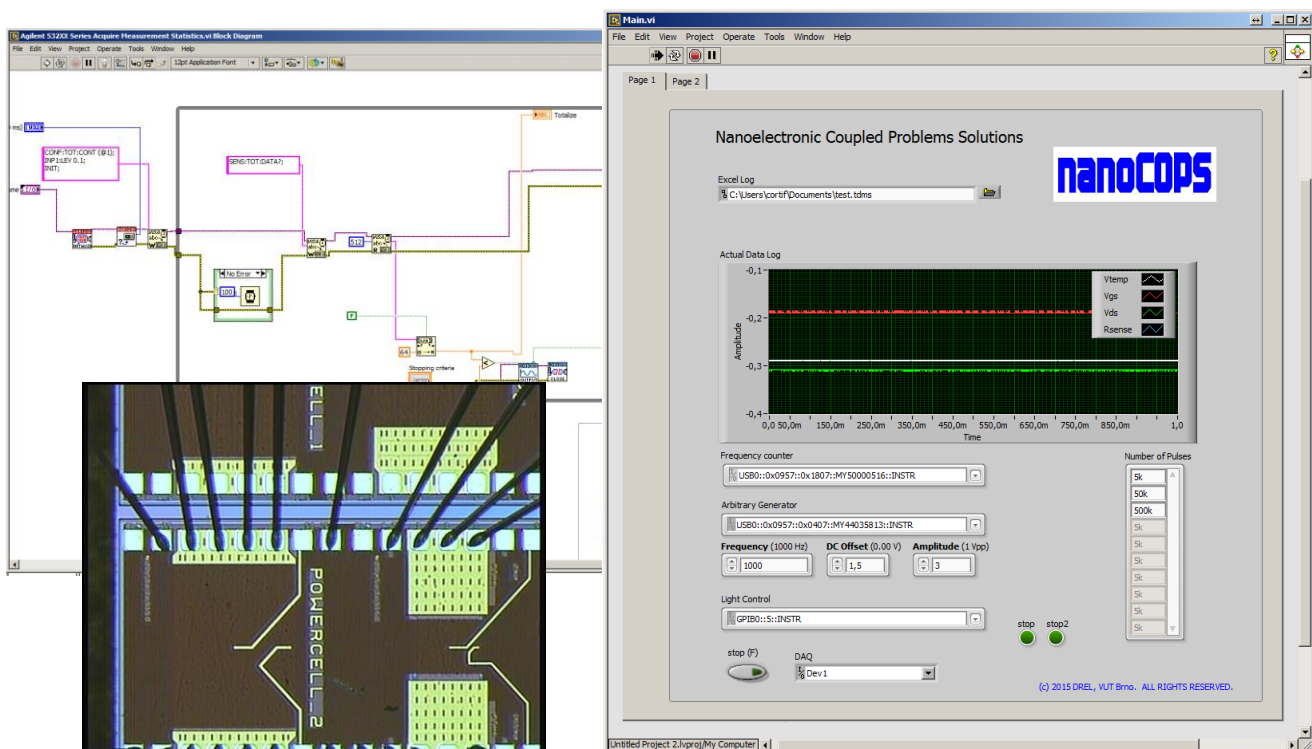 Agilent 532XX Series Acquire Measurement Statistics.vi Block Diagram
File Edit View Project Operate Tools Window Help
12pt Application Font
Totalize
ms] U32
CONF:TOT:CONT (@1);
INP1:LEV 0.1;
INIT;
SENS:TOT:DATA?;
ame I/O
512
No Error
100
F
64
Stopping criteria
POWERCELL_2
ELL_1
Main.vi
File Edit View Project Operate Tools Window Help
Page 1 Page 2
Nanoelectronic Coupled Problems Solutions
nanoCOPS
Excel Log
C:\Users\cortif\Documents\test.tdms
Actual Data Log
-0,1
-0,2
-0,3
-0,4
Amplitude
0,0 50,0m 150,0m 250,0m 350,0m 450,0m 550,0m 650,0m 750,0m 850,0m 1,0
Time
Vtemp
Vgs
Vds
Rsense
Frequency counter
USB0::0x0957::0x1807::MY50000516::INSTR
Arbitrary Generator
USB0::0x0957::0x0407::MY44035813::INSTR
Frequency (1000 Hz) DC Offset (0.00 V) Amplitude (1 Vpp)
1000 1,5 3
Light Control
GPIB0::5::INSTR
Number of Pulses
5k
50k
500k
5k
5k
5k
5k
5k
5k
5k
stop stop2
stop (F)
DAQ
Dev1
(c) 2015 DREL, VUT Brno. ALL RIGHTS RESERVED.
Untitled Project 2.lvproj/My Computer